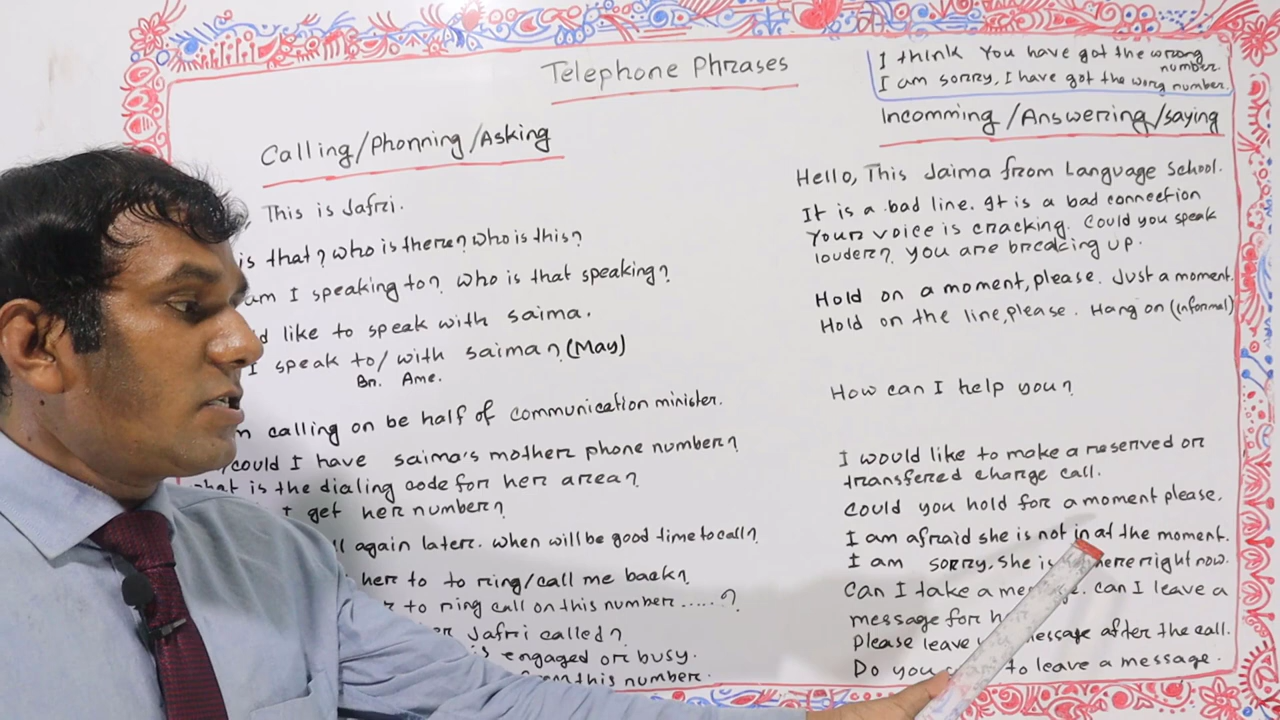 Telephone Phrases
I think You have got the wrong
number.
I am sorry, I have got the wong number.
Calling/Phonning/Asking
This is Jafri.
is that? who is there? who is this?
am I speaking to? who is that speaking?
d like to speak with saima.
I speak to/with saima? (May)
Br. Ame.
calling on be half of communication minister.
/could I have saima's mother phone number?
hat is the dialing code for her area?
I get her number?
ll again later. when will be good time to call?
her to to ring/call me back?
to ring call on this number .....?
Jafri called?
is engaged or busy.
this number.
Incomming/Answering/saying
Hello, This Jaima from Language School.
It is a bad line. It is a bad connection
Your voice is cracking. Could you speak
louder? you are breaking up.
Hold on a moment, please. Just a moment.
Hold on the line, please. Hang on (Informal)
How can I help you?
I would like to make a reserved or
transfered charge call.
Could you hold for a moment please.
I am afraid she is not in at the moment.
I am sorry. She is here right now.
Can I take a message. can I leave a
message for h
Please leave message after the call.
Do you to leave a message.